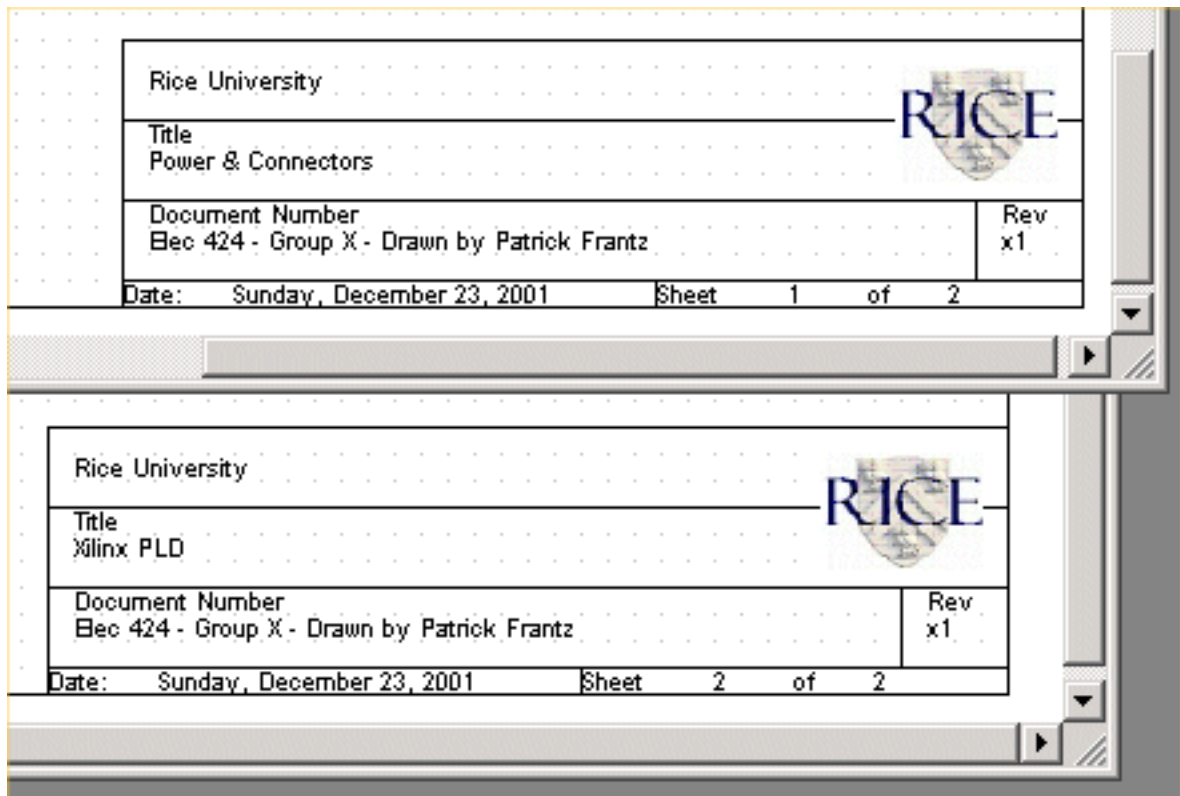 Rice University
RICE
Title
Power & Connectors
Document Number
Elec 424 - Group X - Drawn by Patrick Frantz
Rev
x1
Date: Sunday, December 23, 2001 Sheet 1 of 2
Rice University
RICE
Title
Xilinx PLD
Document Number
Elec 424 - Group X - Drawn by Patrick Frantz
Rev
x1
Date: Sunday, December 23, 2001 Sheet 2 of 2